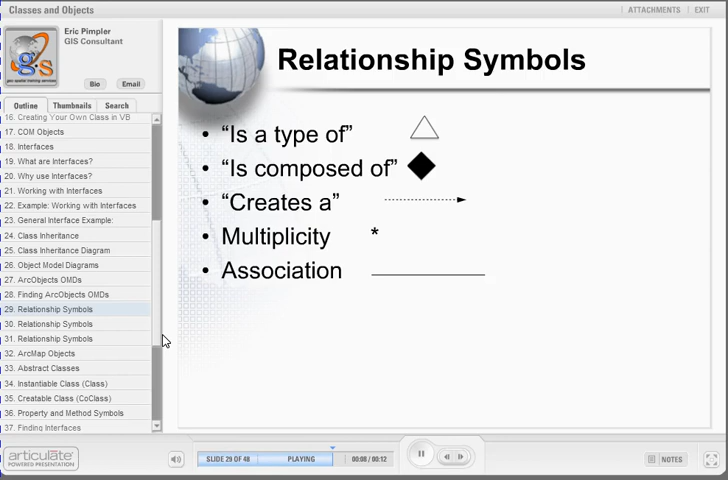 Classes and Objects
ATTACHMENTS
EXIT
Eric Pimpler
GIS Consultant
g.s
geo spatial training services
Bio
Email
Outline
Thumbnails
Search
16. Creating Your Own Class in VB
17. COM Objects
18. Interfaces
19. What are Interfaces?
20. Why use Interfaces?
21. Working with Interfaces
22. Example: Working with Interfaces
23. General Interface Example:
24. Class Inheritance
25. Class Inheritance Diagram
26. Object Model Diagrams
27. ArcObjects OMDs
28. Finding ArcObjects OMDs
29. Relationship Symbols
30. Relationship Symbols
31. Relationship Symbols
32. ArcMap Objects
33. Abstract Classes
34. Instantiable Class (Class)
35. Creatable Class (CoClass)
36. Property and Method Symbols
37. Finding Interfaces
Relationship Symbols
• “Is a type of”
• “Is composed of”
• “Creates a”
• Multiplicity *
• Association
articulate
POWERED PRESENTATION
SLIDE 29 OF 48
PLAYING
00:08 / 00:12
NOTES